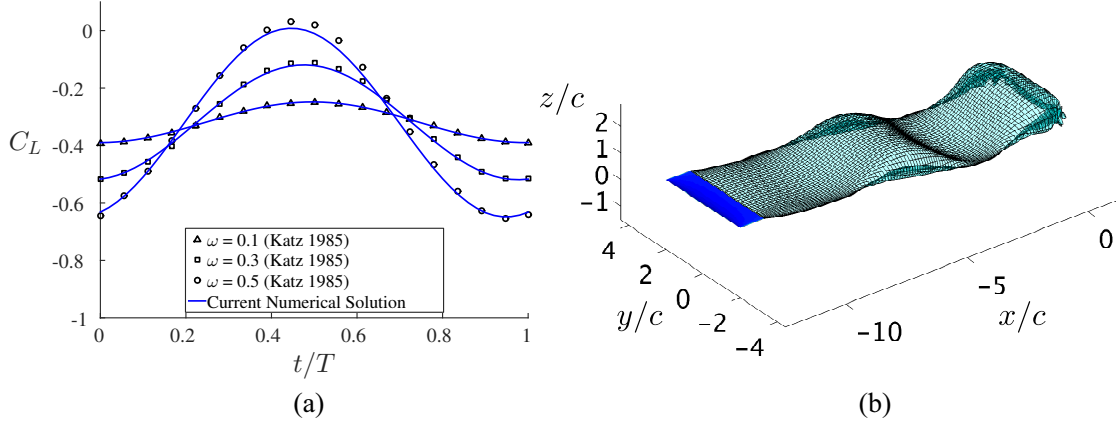 (a)
0
-0.2
-0.4
-0.6
-0.8
-1
C_L
0
0.2
0.4
0.6
0.8
1
t/T
ω = 0.1 (Katz 1985)
ω = 0.3 (Katz 1985)
ω = 0.5 (Katz 1985)
Current Numerical Solution
(a)
(b)
z/c
2
1
0
-1
4
2
0
-2
-4
y/c
-10
-5
0
x/c
(b)